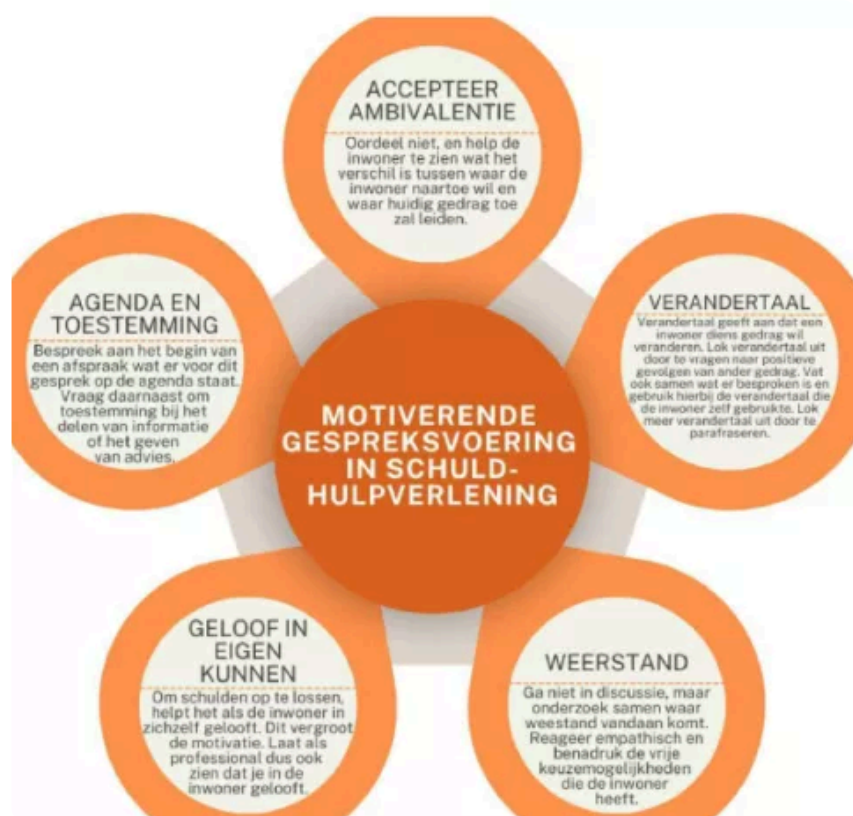 ACCEPTEER
AMBIVALENTIE
Oordeel niet, en help de
inwoner te zien wat het
verschil is tussen waar de
inwoner naartoe wil en
waar huidig gedrag toe
zal leiden.
AGENDA EN
TOESTEMMING
Bespreek aan het begin van
een afspraak wat er voor dit
gesprek op de agenda staat.
Vraag daarnaast om
toestemming bij het
delen van informatie
of het geven
van advies.
VERANDERTAAL
Verandertaal geeft aan dat een
inwoner diens gedrag wil
veranderen. Lok verandertaal uit
door te vragen naar positieve
gevolgen van ander gedrag. Vat
ook samen wat er besproken is en
gebruik hierbij de verandertaal die
de inwoner zelf gebruikte. Lok
meer verandertaal uit door te
parafraseren.
MOTIVERENDE
GESPREKSVOERING
IN SCHULD-
HULPVERLENING
GELOOF IN
EIGEN
KUNNEN
Om schulden op te lossen,
helpt het als de inwoner in
zichzelf gelooft. Dit vergroot
de motivatie. Laat als
professional dus ook
zien dat je in de
inwoner gelooft.
WEERSTAND
Ga niet in discussie, maar
onderzoek samen waar
weestand vandaan komt.
Reageer empathisch en
benadruk de vrije
keuzemogelijkheden
die de inwoner
heeft.